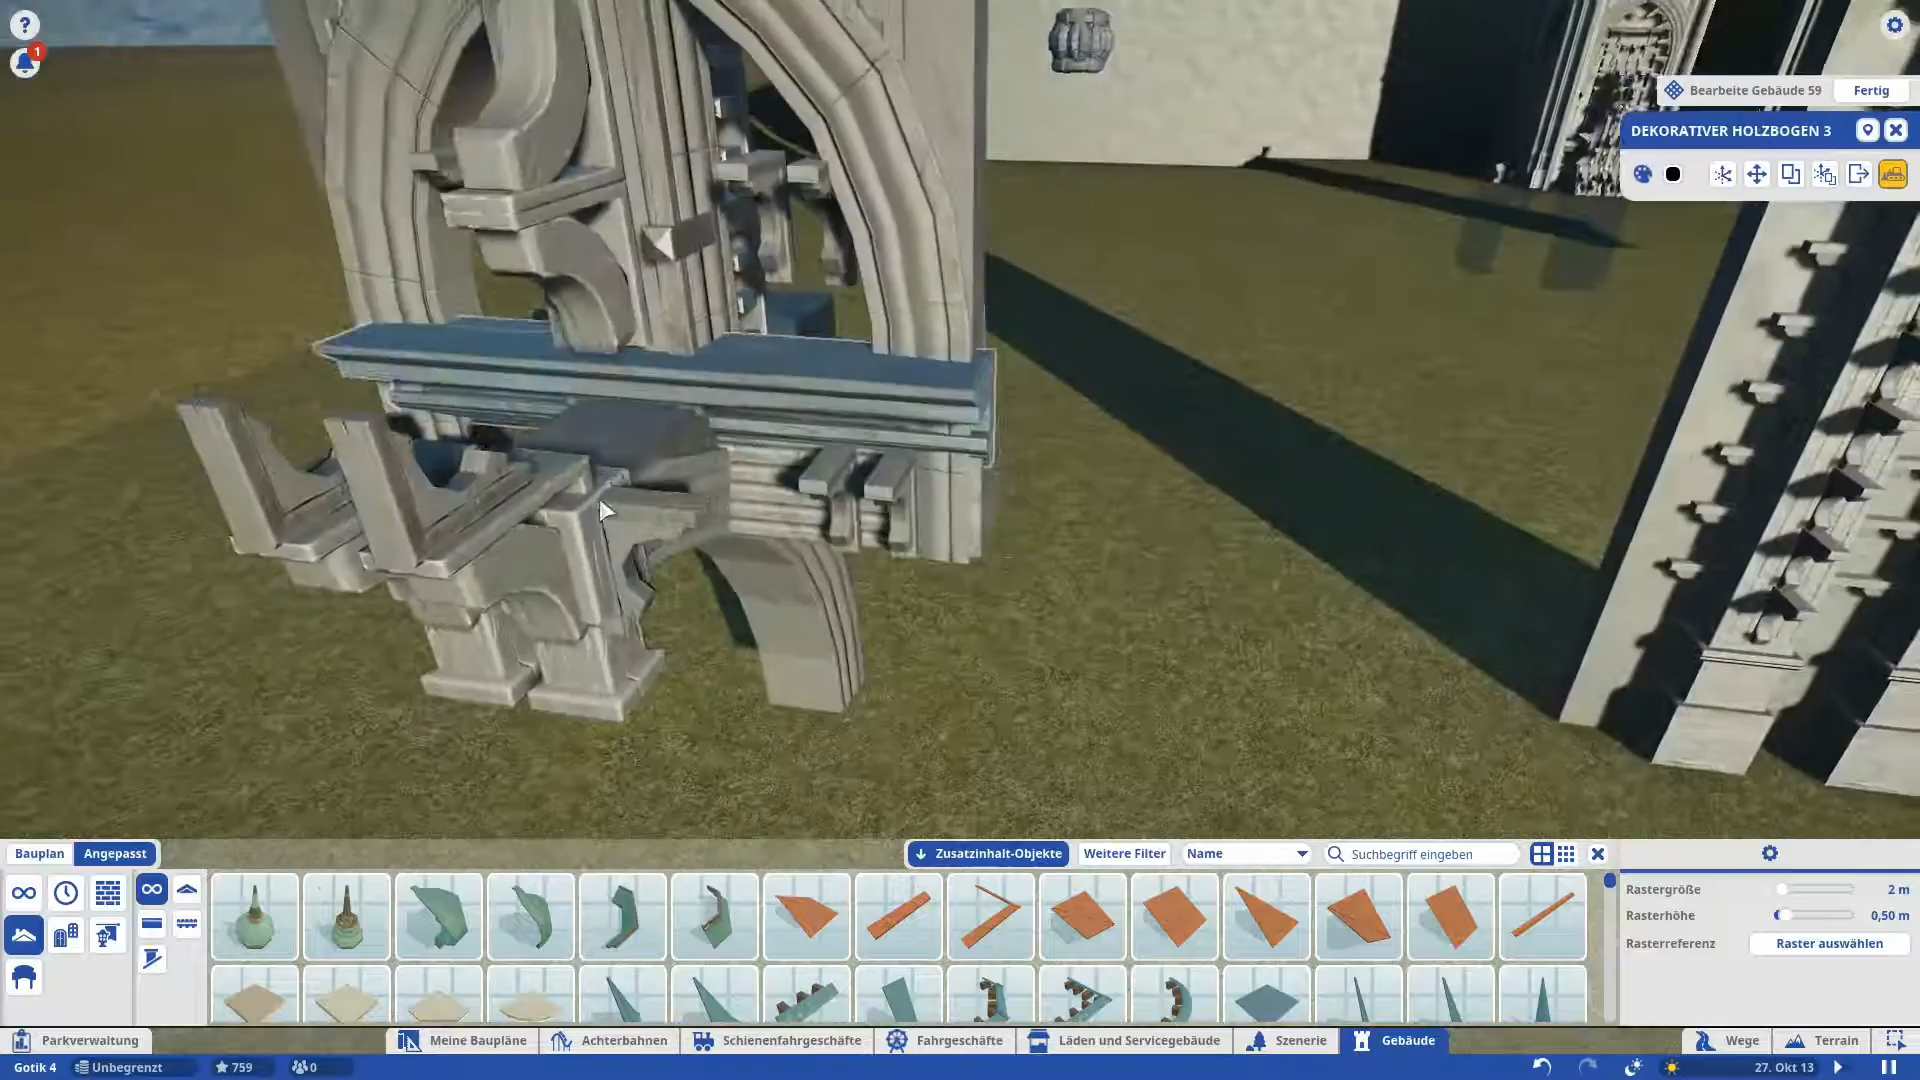 ?
1
Bearbeite Gebäude 59
Fertig
DEKORATIVER HOLZBOGEN 3
Bauplan
Angepasst
Zusatzinhalt-Objekte
Weitere Filter
Name
Suchbegriff eingeben
Rastergröße
2 m
Rasterhöhe
0,50 m
Rasterreferenz
Raster auswählen
Parkverwaltung
Meine Baupläne
Achterbahnen
Schienenfahrgeschäfte
Fahrgeschäfte
Läden und Servicegebäude
Szenerie
Gebäude
Wege
Terrain
Gotik 4
Unbegrenzt
759
0
27. Okt 13